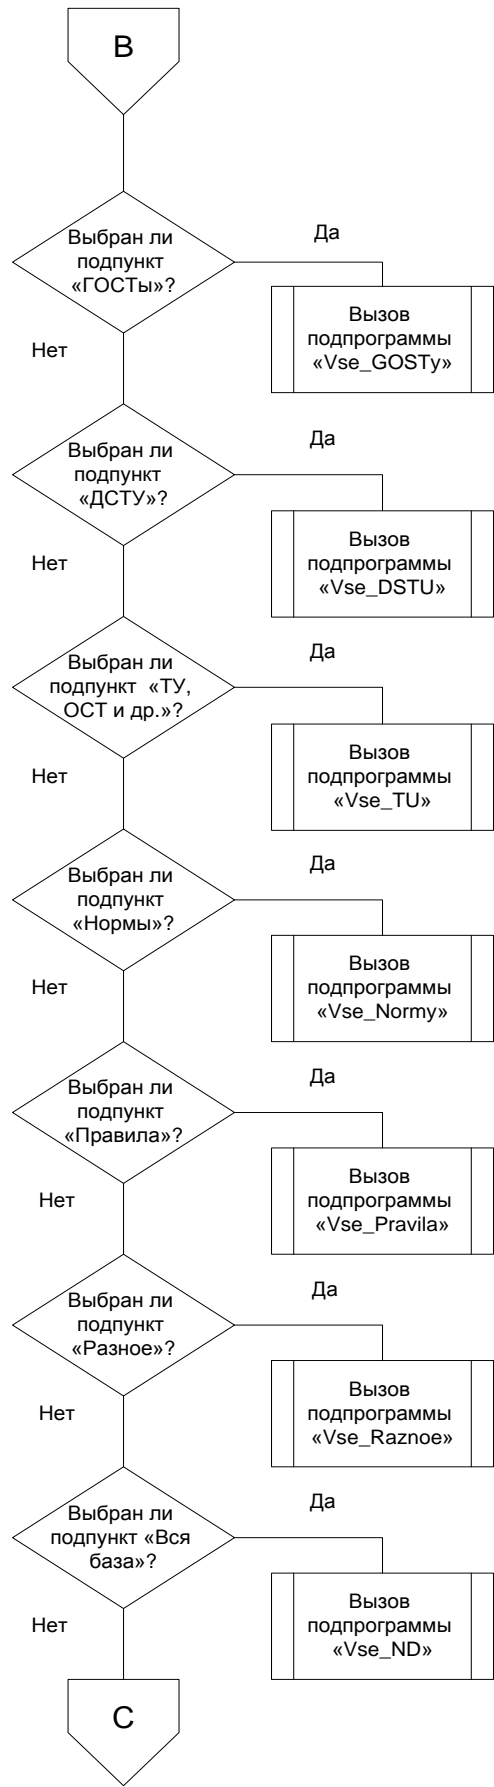 B
Выбран ли
подпункт
«ГОСТы»?
Да
Вызов
подпрограммы
«Vse_GOSTy»
Нет
Выбран ли
подпункт
«ДСТУ»?
Да
Вызов
подпрограммы
«Vse_DSTU»
Нет
Выбран ли
подпункт «ТУ,
ОСТ и др.»?
Да
Вызов
подпрограммы
«Vse_TU»
Нет
Выбран ли
подпункт
«Нормы»?
Да
Вызов
подпрограммы
«Vse_Normy»
Нет
Выбран ли
подпункт
«Правила»?
Да
Вызов
подпрограммы
«Vse_Pravila»
Нет
Выбран ли
подпункт
«Разное»?
Да
Вызов
подпрограммы
«Vse_Raznoe»
Нет
Выбран ли
подпункт «Вся
база»?
Да
Вызов
подпрограммы
«Vse_ND»
Нет
C